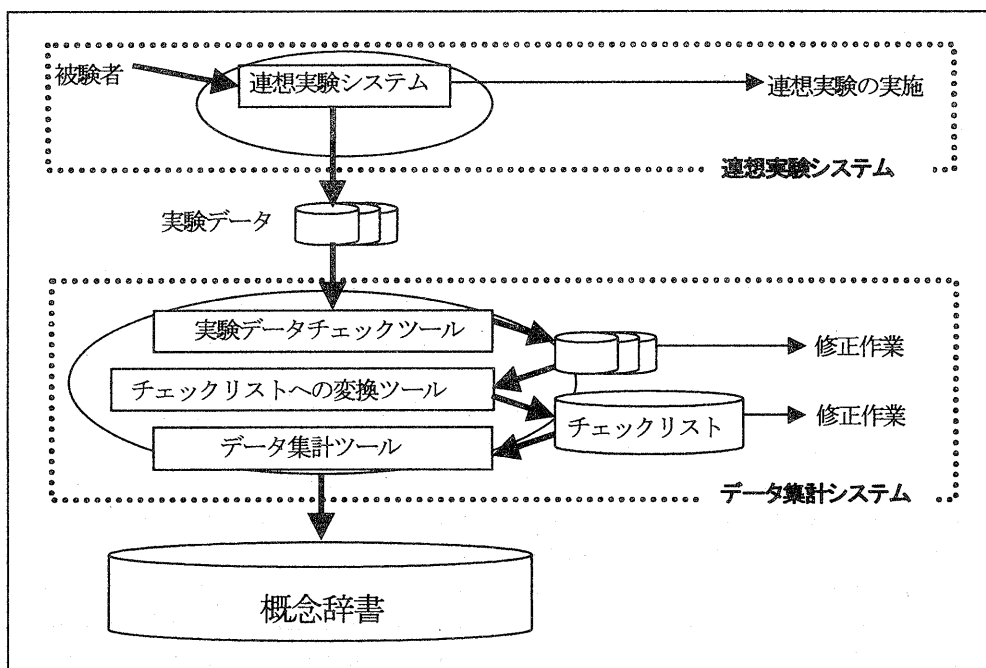 被験者
連想実験システム
連想実験の実施
連想実験システム
実験データ
実験データチェックツール
修正作業
チェックリストへの変換ツール
チェックリスト
修正作業
データ集計ツール
データ集計システム
概念辞書